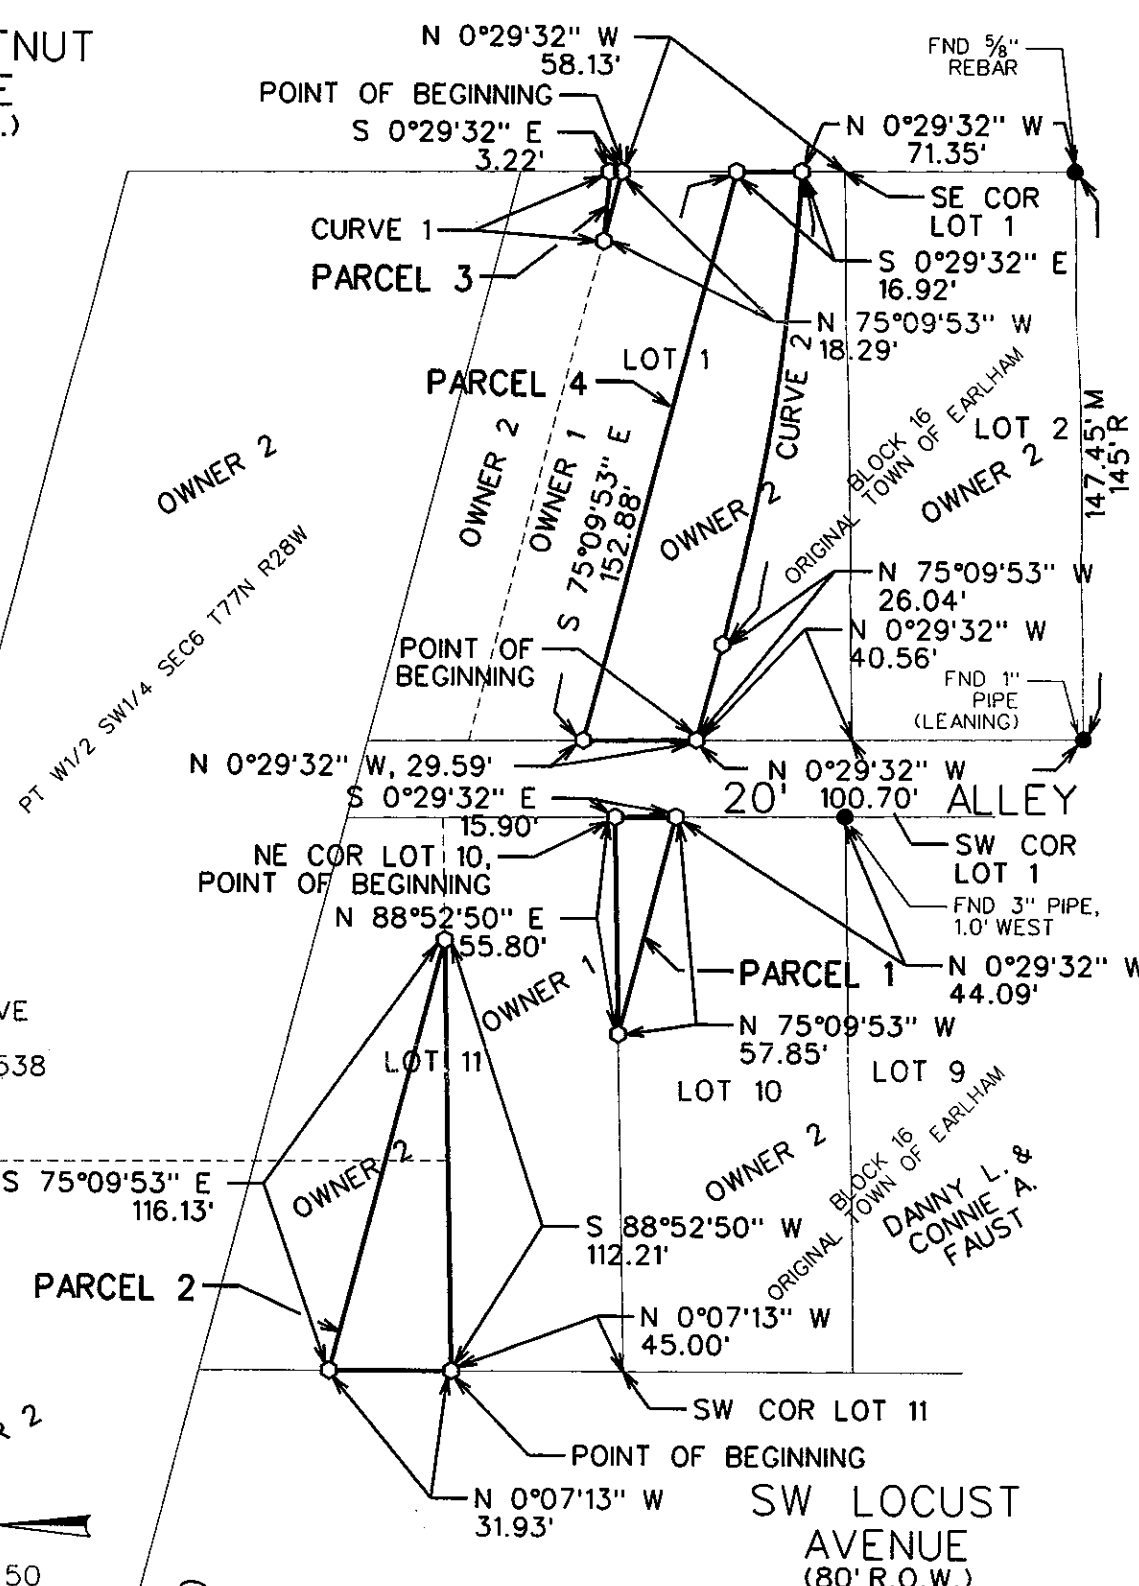 TNUT
E
.)
N 0°29'32" W
58.13'
FND 5/8"
REBAR
POINT OF BEGINNING
S 0°29'32" E
3.22'
N 0°29'32" W
71.35'
SE COR
LOT 1
CURVE 1
PARCEL 3
S 0°29'32" E
16.92'
N 75°09'53" W
18.29'
LOT 1
PARCEL 4
CURVE 2
OWNER 2
OWNER 2
OWNER 1
S 75°09'53" E
152.88'
OWNER 2
BLOCK 16
ORIGINAL TOWN OF EARLHAM
LOT 2
OWNER 2
147.45' M
145' R
PT W1/2 SW1/4 SEC6 T77N R28W
N 75°09'53" W
26.04'
N 0°29'32" W
40.56'
POINT OF
BEGINNING
FND 1"
PIPE
(LEANING)
N 0°29'32" W, 29.59'
N 0°29'32" W
100.70'
20' ALLEY
S 0°29'32" E
15.90'
NE COR LOT 10,
POINT OF BEGINNING
SW COR
LOT 1
FND 3" PIPE,
1.0' WEST
N 88°52'50" E
55.80'
OWNER 1
PARCEL 1
N 0°29'32" W
44.09'
VE
538
N 75°09'53" W
57.85'
LOT 11
LOT 10
LOT 9
S 75°09'53" E
116.13'
OWNER 2
OWNER 2
BLOCK 16
ORIGINAL TOWN OF EARLHAM
DANNY L. &
CONNIE A.
FAUST
S 88°52'50" W
112.21'
PARCEL 2
N 0°07'13" W
45.00'
SW COR LOT 11
R 2
POINT OF BEGINNING
N 0°07'13" W
31.93'
SW LOCUST
AVENUE
(80' R.O.W.)
50